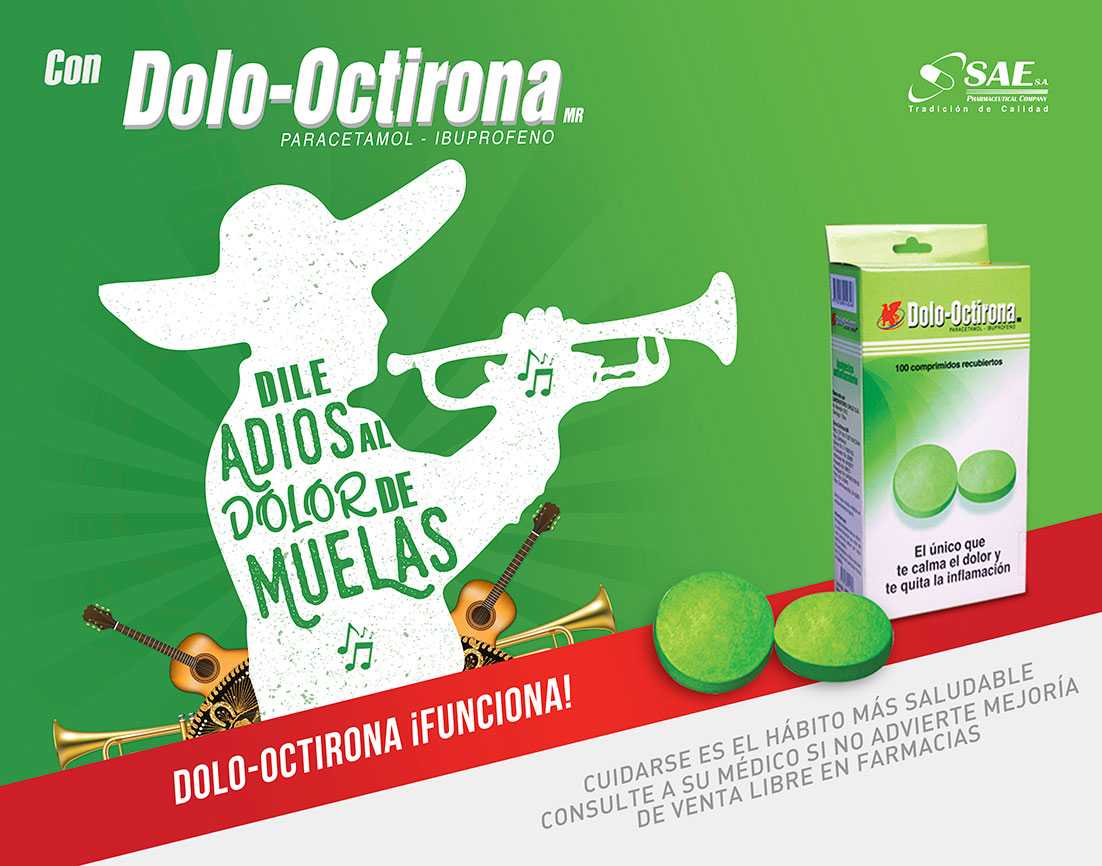 Con Dolo-Octirona MR
PARACETAMOL - IBUPROFENO
SAE S.A.
PHARMACEUTICAL COMPANY
Tradición de Calidad
DILE
ADIOS AL
DOLOR DE
MUELAS
Dolo-Octirona
PARACETAMOL - IBUPROFENO
100 comprimidos recubiertos
El único que
te calma el dolor y
te quita la inflamación
DOLO-OCTIRONA ¡FUNCIONA!
CUIDARSE ES EL HÁBITO MÁS SALUDABLE
CONSULTE A SU MÉDICO SI NO ADVIERTE MEJORÍA
DE VENTA LIBRE EN FARMACIAS